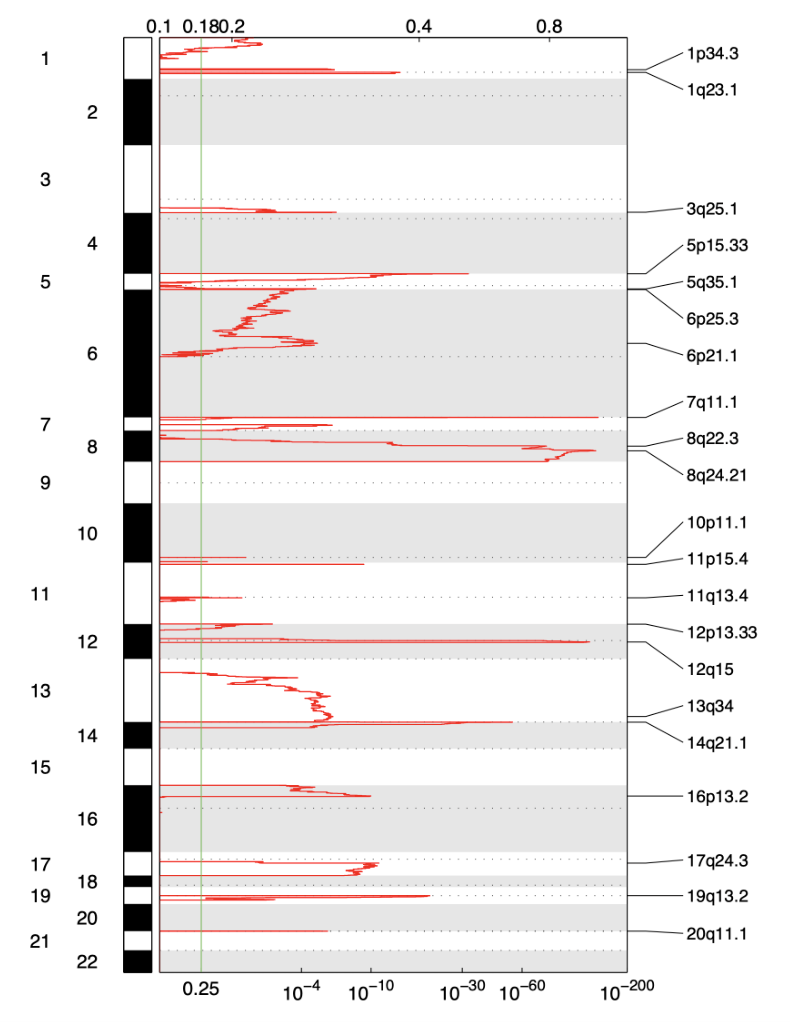 0.1 0.18 0.2 0.4 0.8
1
1p34.3
1q23.1
2
3
3q25.1
4
5p15.33
5
5q35.1
6p25.3
6
6p21.1
7q11.1
7
8q22.3
8
8q24.21
9
10p11.1
10
11p15.4
11
11q13.4
12p13.33
12
12q15
13
13q34
14
14q21.1
15
16p13.2
16
17q24.3
17
18
19
19q13.2
20
20q11.1
21
22
0.25 10−4 10−10 10−30 10−60 10−200